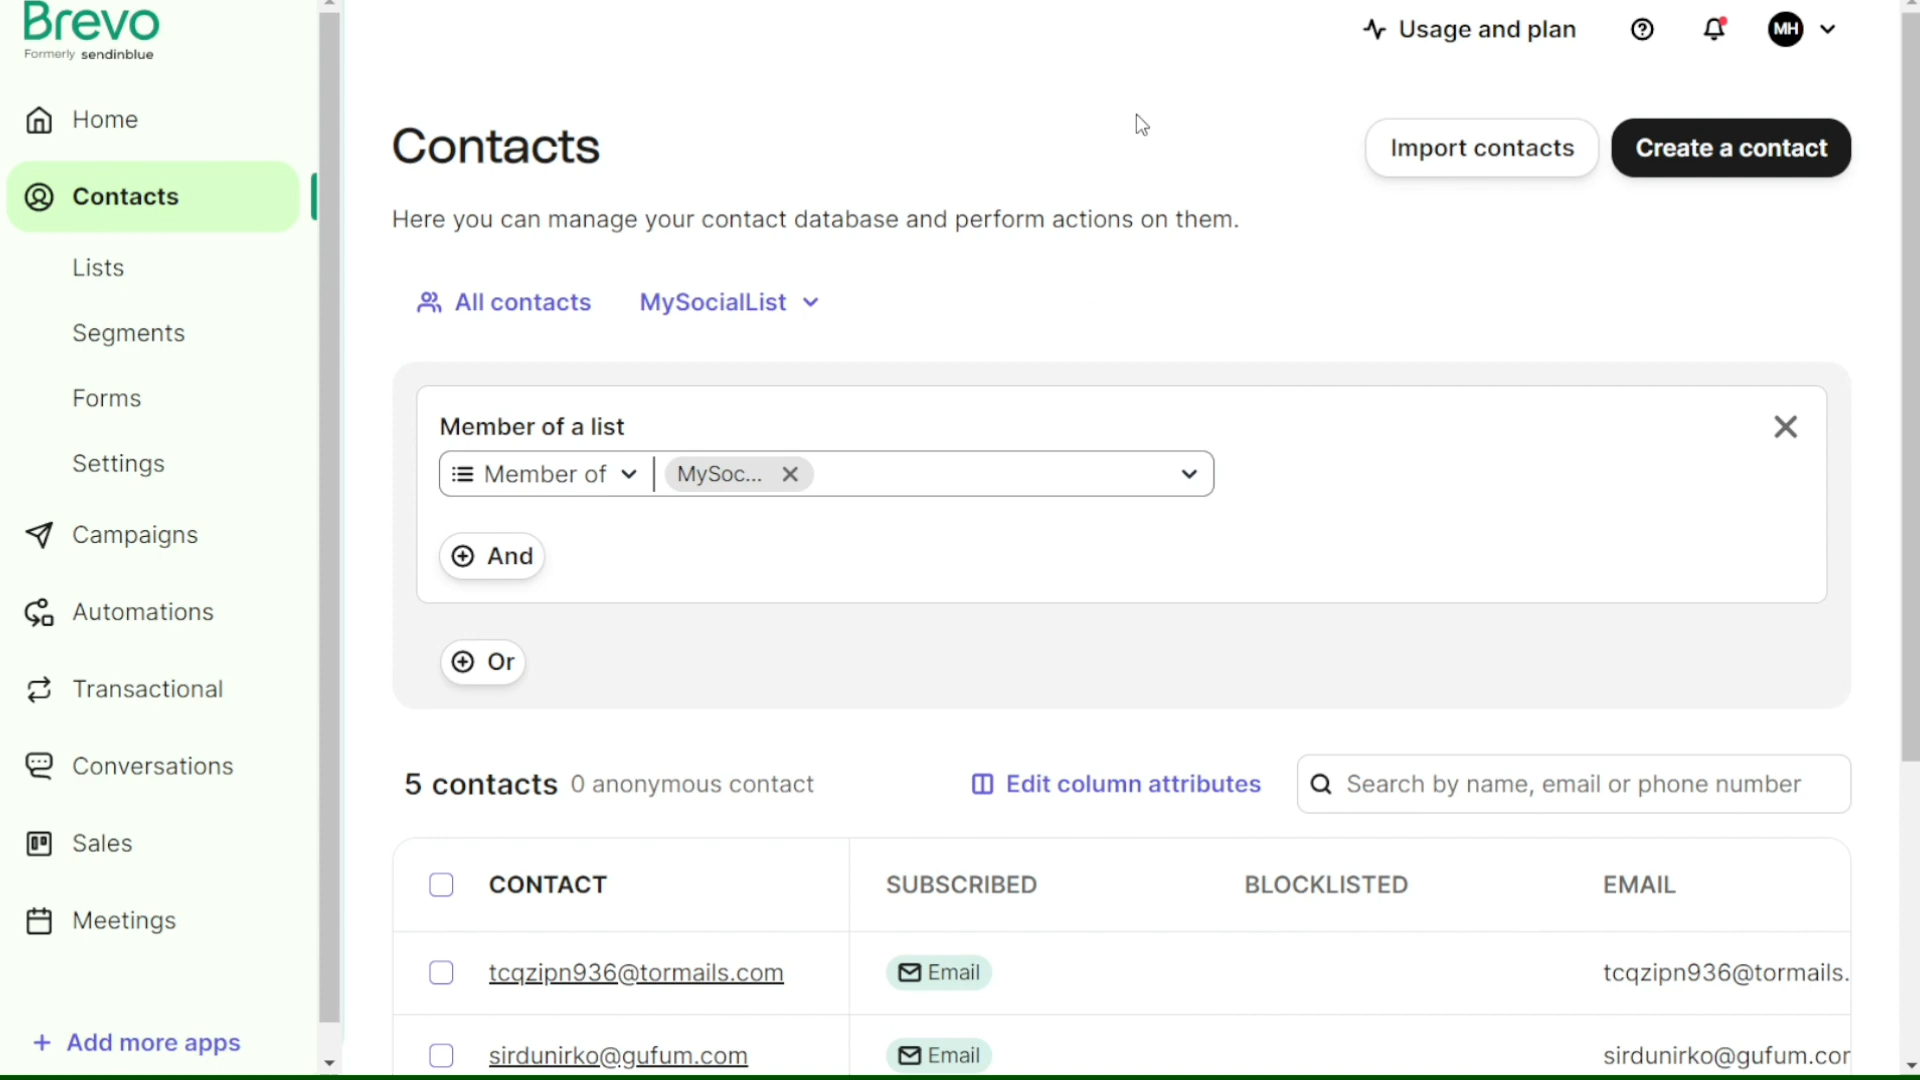 Brevo
Formerly sendinblue
Usage and plan
MH
Home
Contacts
Lists
Segments
Forms
Settings
Campaigns
Automations
Transactional
Conversations
Sales
Meetings
+ Add more apps
Contacts
Import contacts
Create a contact
Here you can manage your contact database and perform actions on them.
All contacts
MySocialList
Member of a list
Member of
MySoc...
And
Or
5 contacts 0 anonymous contact
Edit column attributes
Search by name, email or phone number
CONTACT SUBSCRIBED BLOCKLISTED EMAIL
tcqzipn936@tormails.com Email tcqzipn936@tormails.
sirdunirko@gufum.com Email sirdunirko@gufum.cor